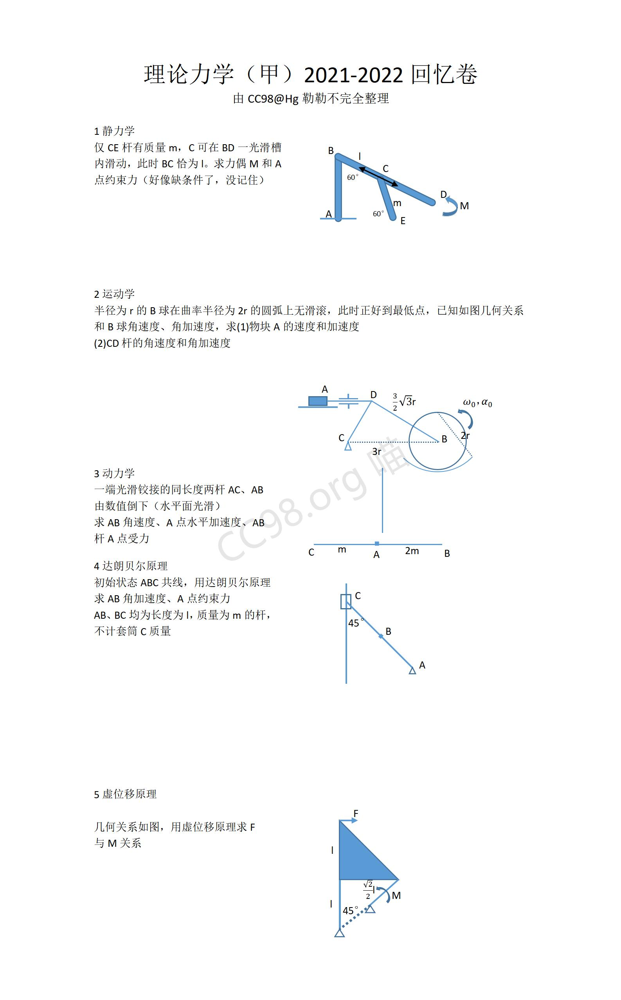 理论力学（甲）2021-2022 回忆卷
由 CC98@Hg 勒勒不完全整理
1 静力学
仅 CE 杆有质量 m，C 可在 BD 一光滑槽
内滑动，此时 BC 恰为 l。求力偶 M 和 A
点约束力（好像缺条件了，没记住）
B
l
C
60°
D
M
m
A
60°
E
2 运动学
半径为 r 的 B 球在曲率半径为 2r 的圆弧上无滑滚，此时正好到最低点，已知如图几何关系
和 B 球角速度、角加速度，求(1)物块 A 的速度和加速度
(2)CD 杆的角速度和角加速度
A
D
3/2 √3r
ω₀，α₀
C
B
2r
3r
3 动力学
一端光滑铰接的同长度两杆 AC、AB
由数值倒下（水平面光滑）
求 AB 角速度、A 点水平加速度、AB
杆 A 点受力
C
m
A
2m
B
4 达朗贝尔原理
初始状态 ABC 共线，用达朗贝尔原理
求 AB 角加速度、A 点约束力
AB、BC 均为长度为 l，质量为 m 的杆，
不计套筒 C 质量
C
45°
B
A
CC98.org 喵
5 虚位移原理
几何关系如图，用虚位移原理求 F
与 M 关系
F
l
√2/2 l
M
l
45°